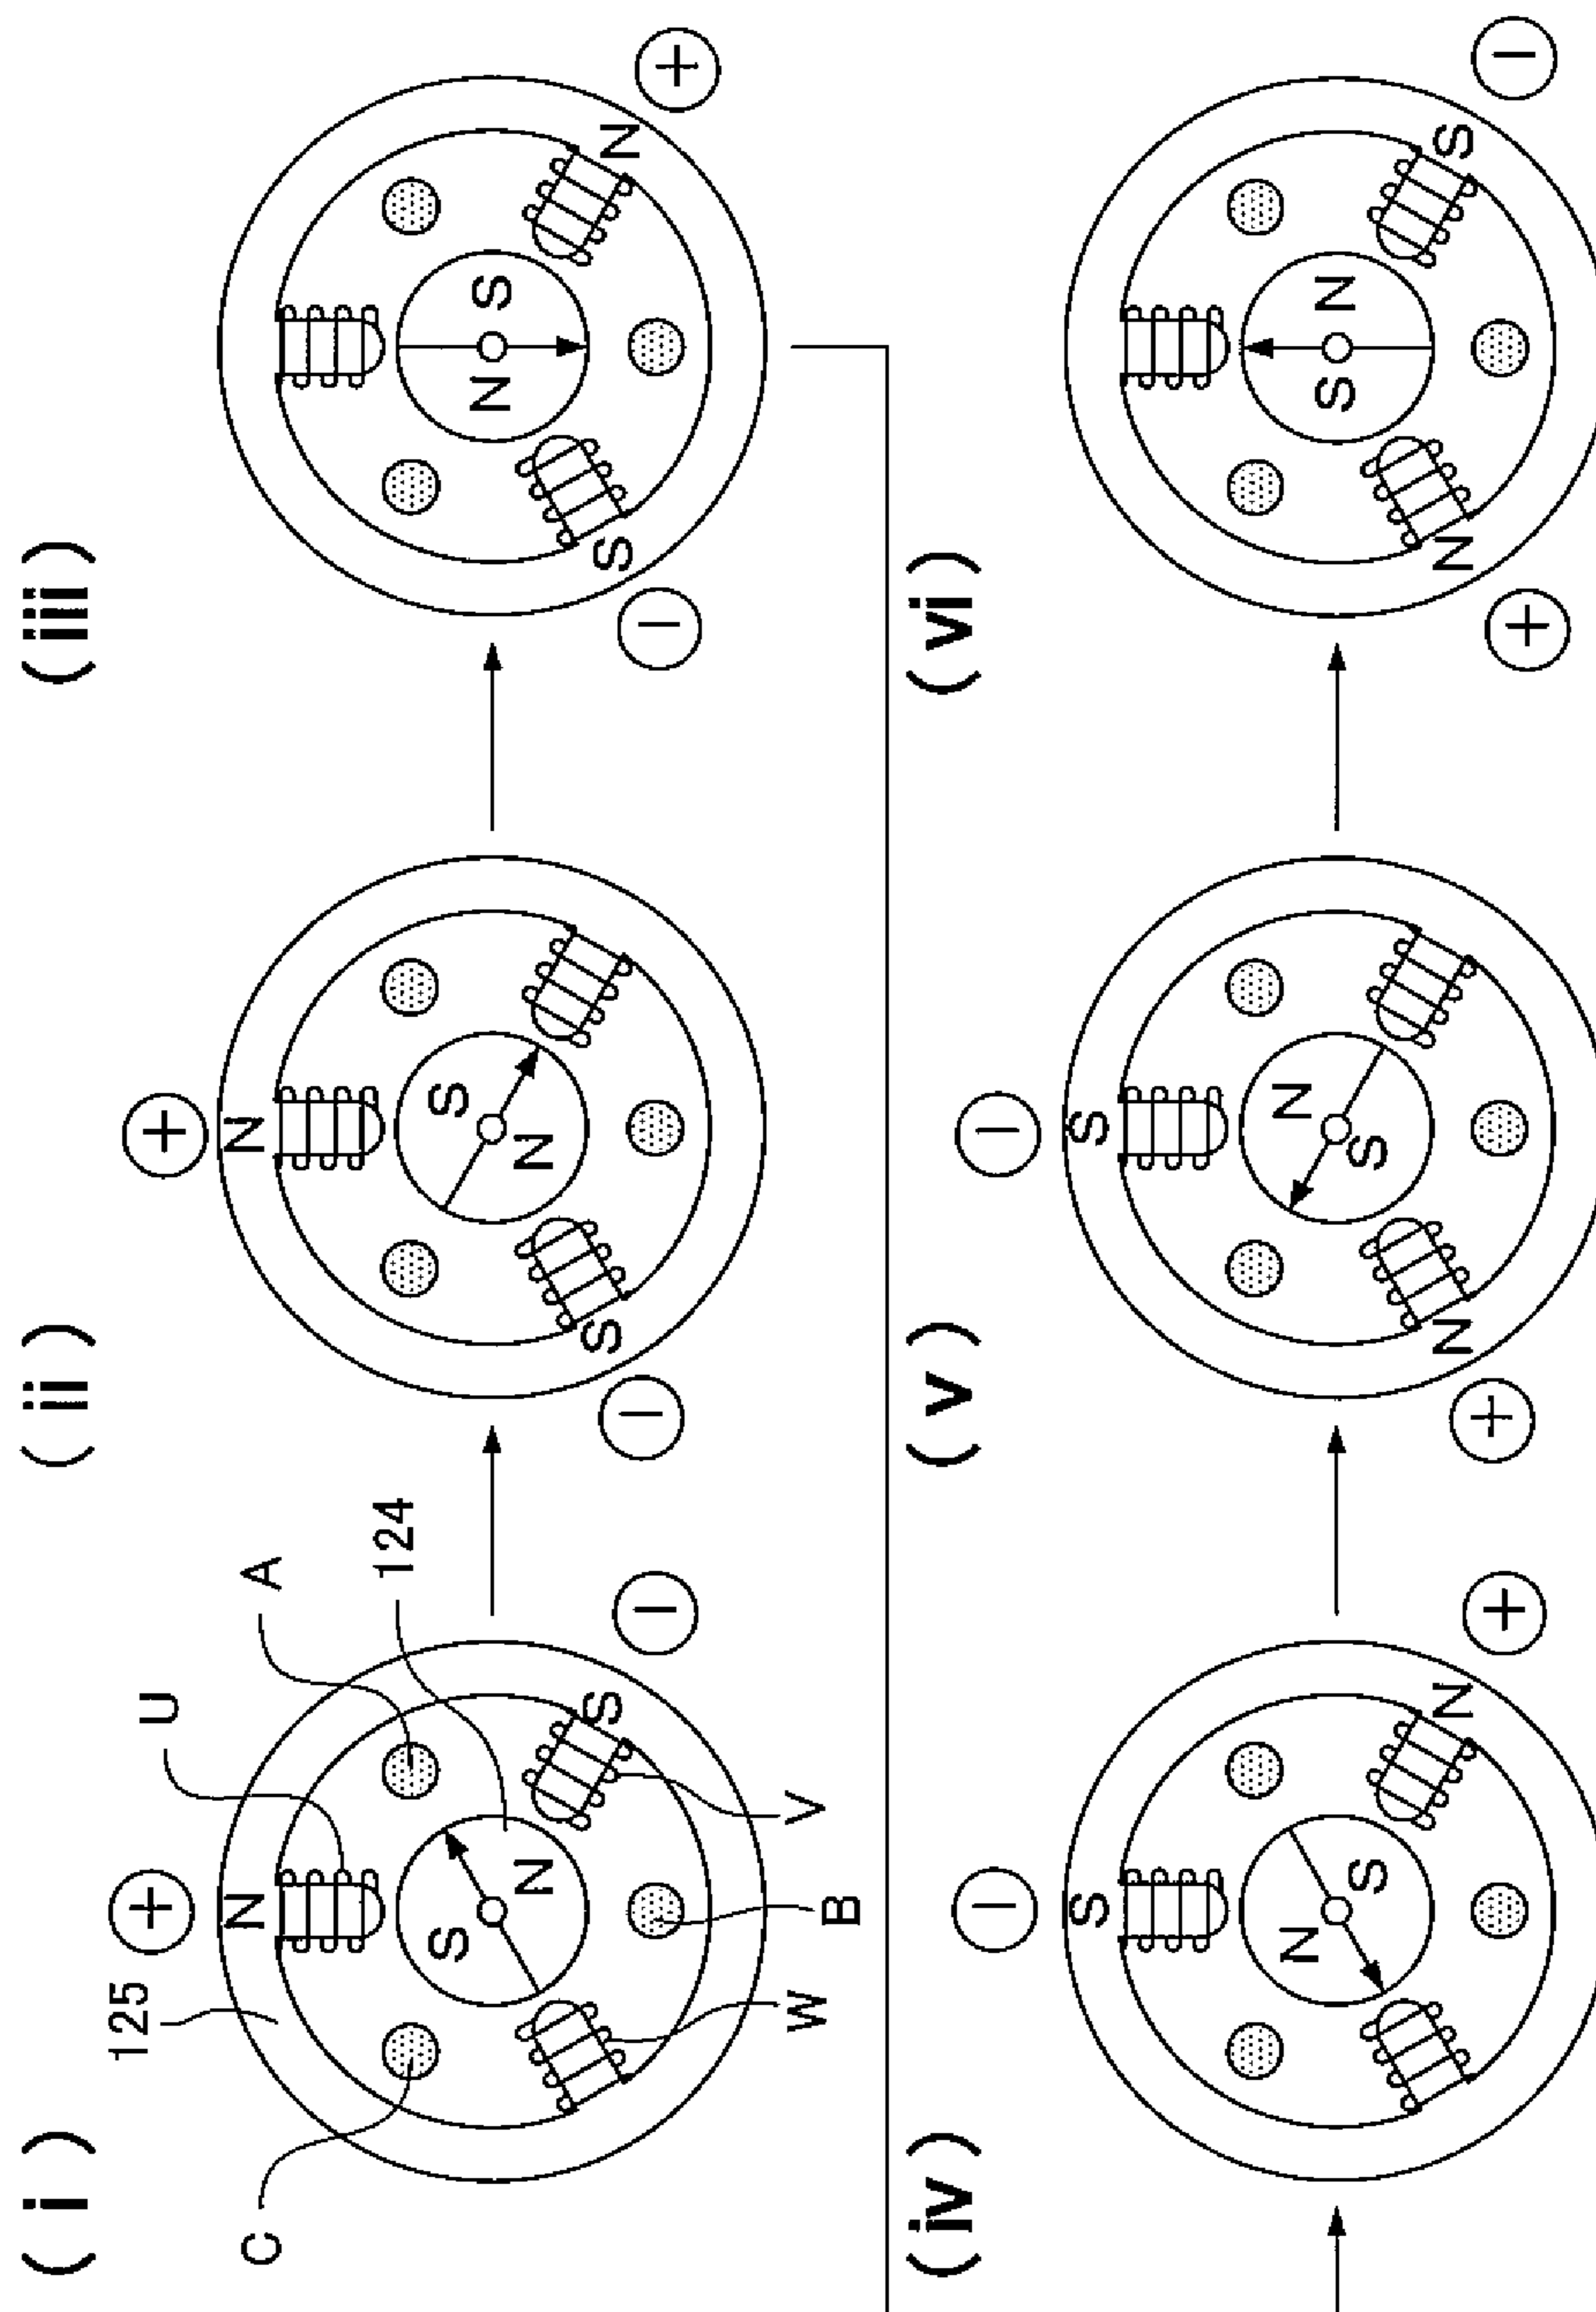 ( i ) ( ii ) ( iii )
125 ⊕ U ⊕
C N A N
124
S S N S
N N
S S S N
⊖ ⊖ ⊖ ⊕
W V
B
( iv ) ( v ) ( vi )
⊖ ⊖
S S
N N S N
S S
N N N S
⊕ ⊕ ⊕ ⊖